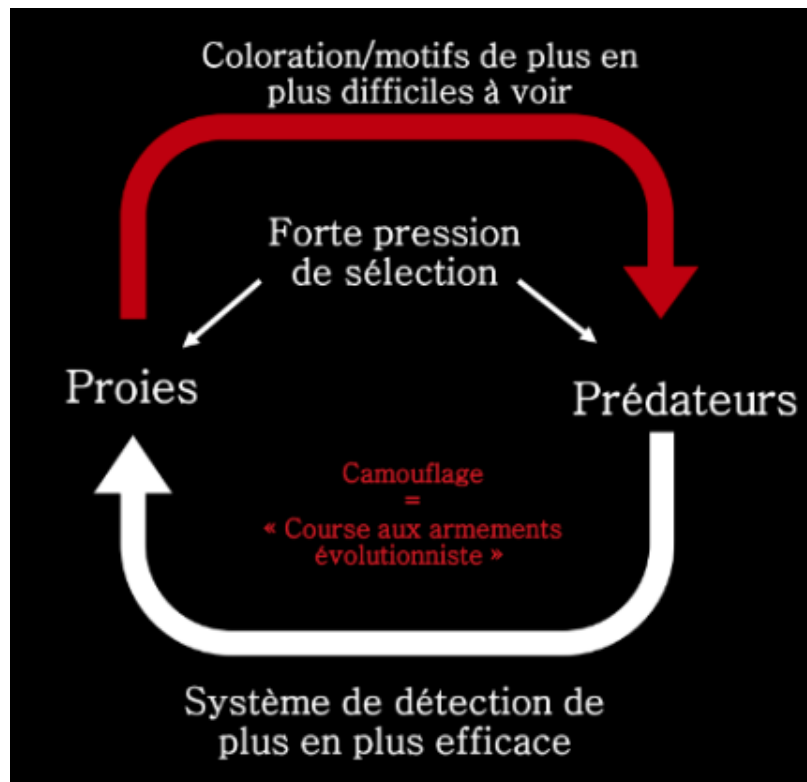 Coloration/motifs de plus en
plus difficiles à voir
Forte pression
de sélection
Proies
Prédateurs
Camouflage
=
« Course aux armements
évolutionniste »
Système de détection de
plus en plus efficace